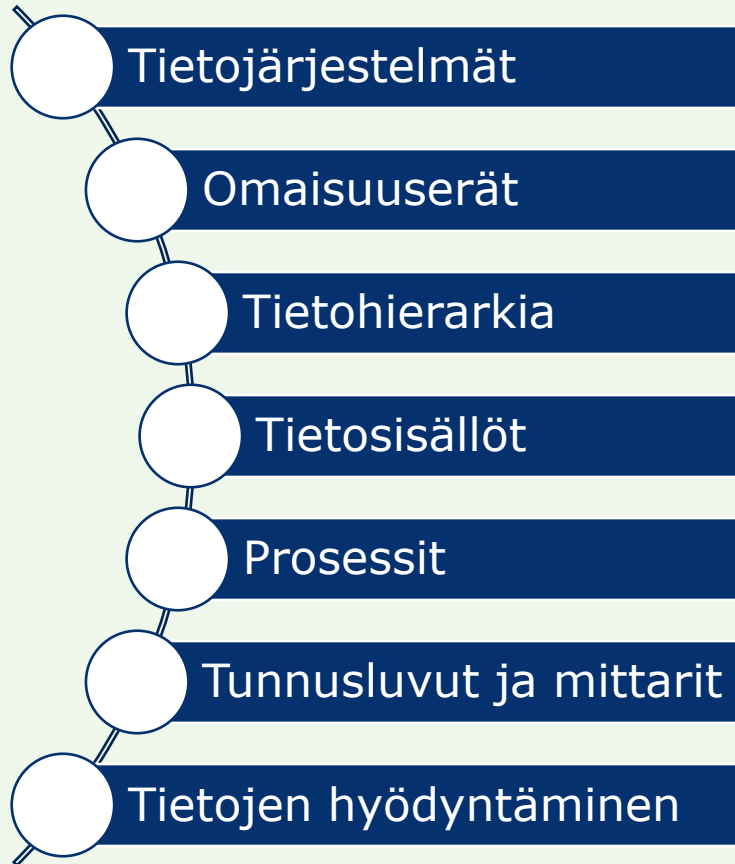 Tietojärjestelmät
Omaisuuserät
Tietohierarkia
Tietosisällöt
Prosessit
Tunnusluvut ja mittarit
Tietojen hyödyntäminen